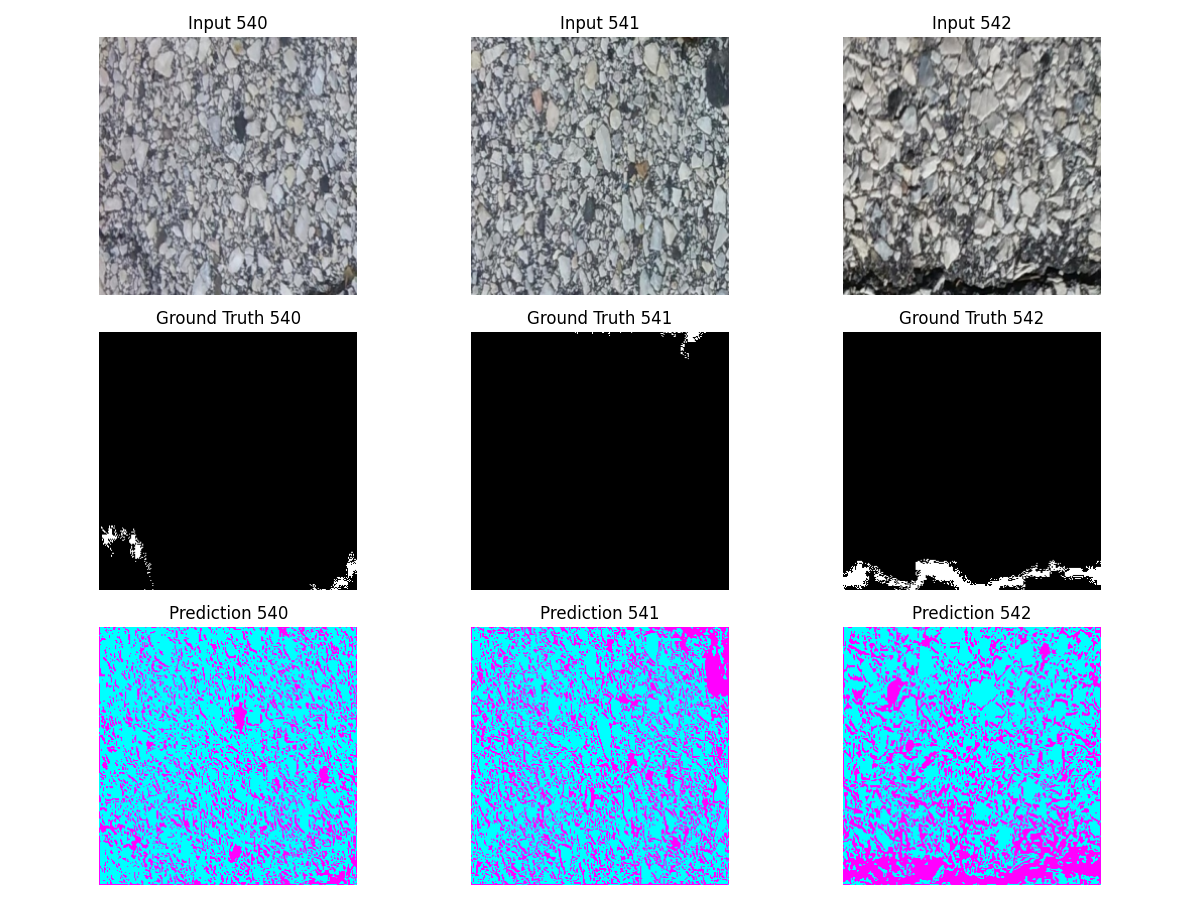 Input 540
Input 541
Input 542
Ground Truth 540
Ground Truth 541
Ground Truth 542
Prediction 540
Prediction 541
Prediction 542